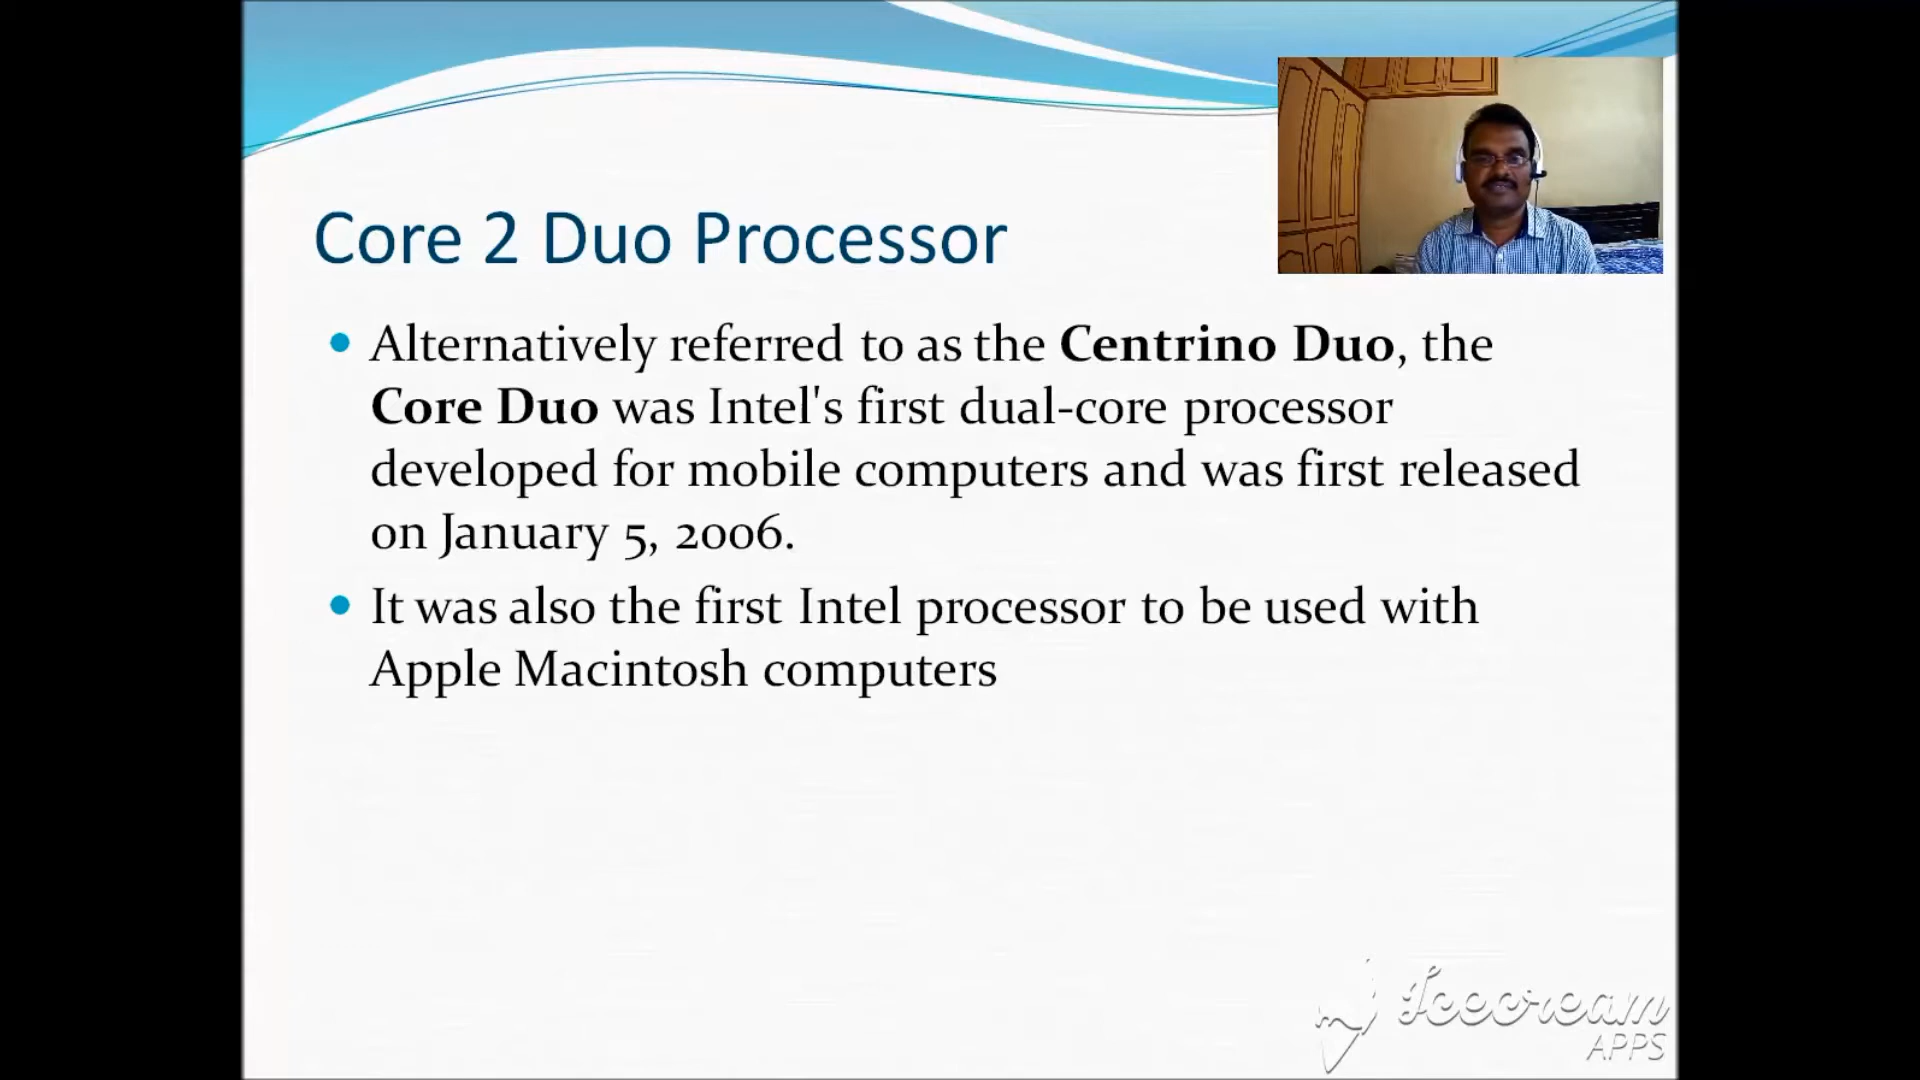 Core 2 Duo Processor
Alternatively referred to as the Centrino Duo, the
Core Duo was Intel's first dual-core processor
developed for mobile computers and was first released
on January 5, 2006.
It was also the first Intel processor to be used with
Apple Macintosh computers
Icecream
APPS